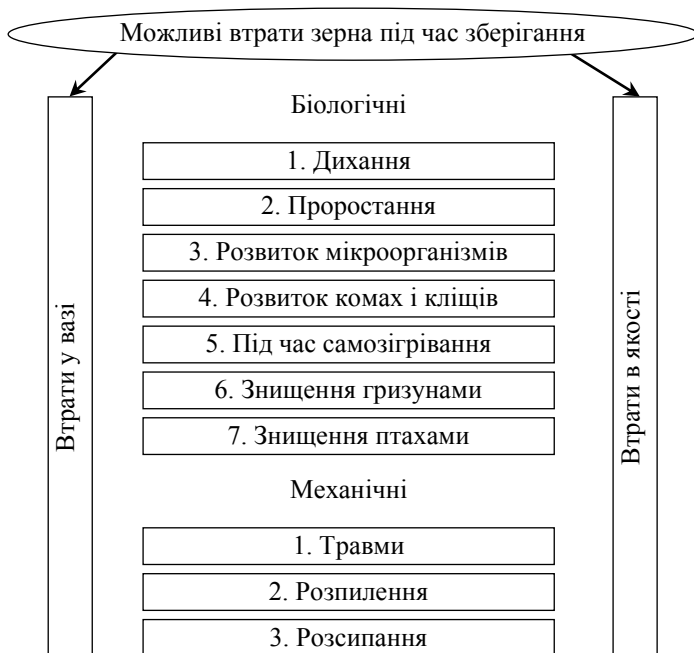 Можливі втрати зерна під час зберігання
Втрати у вазі
Біологічні
1. Дихання
2. Проростання
3. Розвиток мікроорганізмів
4. Розвиток комах і кліщів
5. Під час самозігрівання
6. Знищення гризунами
7. Знищення птахами
Механічні
1. Травми
2. Розпилення
3. Розсипання
Втрати в якості